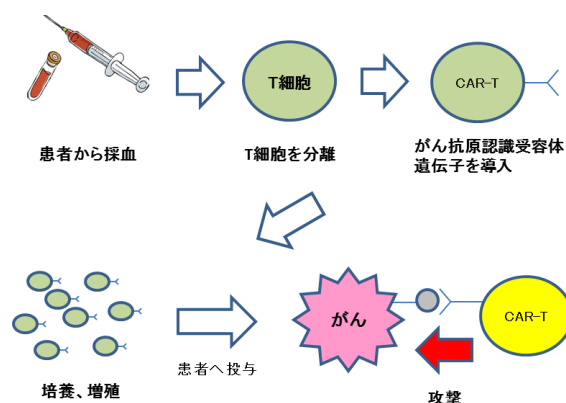 T細胞
CAR-T
患者から採血
T細胞を分離
がん抗原認識受容体
遺伝子を導入
がん
CAR-T
患者へ投与
培養、増殖
攻撃